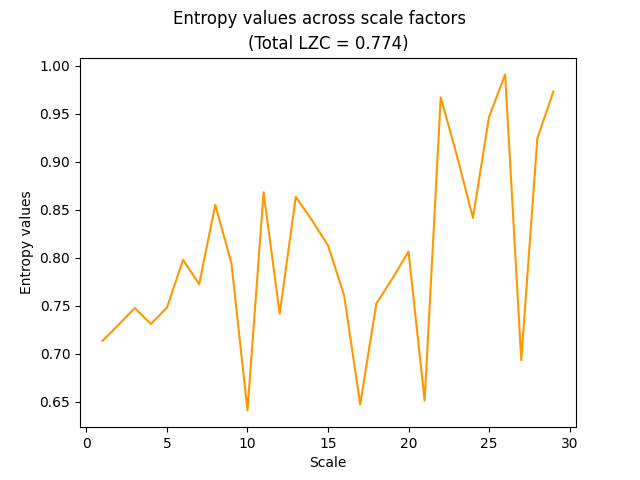 Entropy values across scale factors
(Total LZC = 0.774)
1.00
0.95
0.90
0.85
0.80
0.75
0.70
0.65
Entropy values
0 5 10 15 20 25 30
Scale